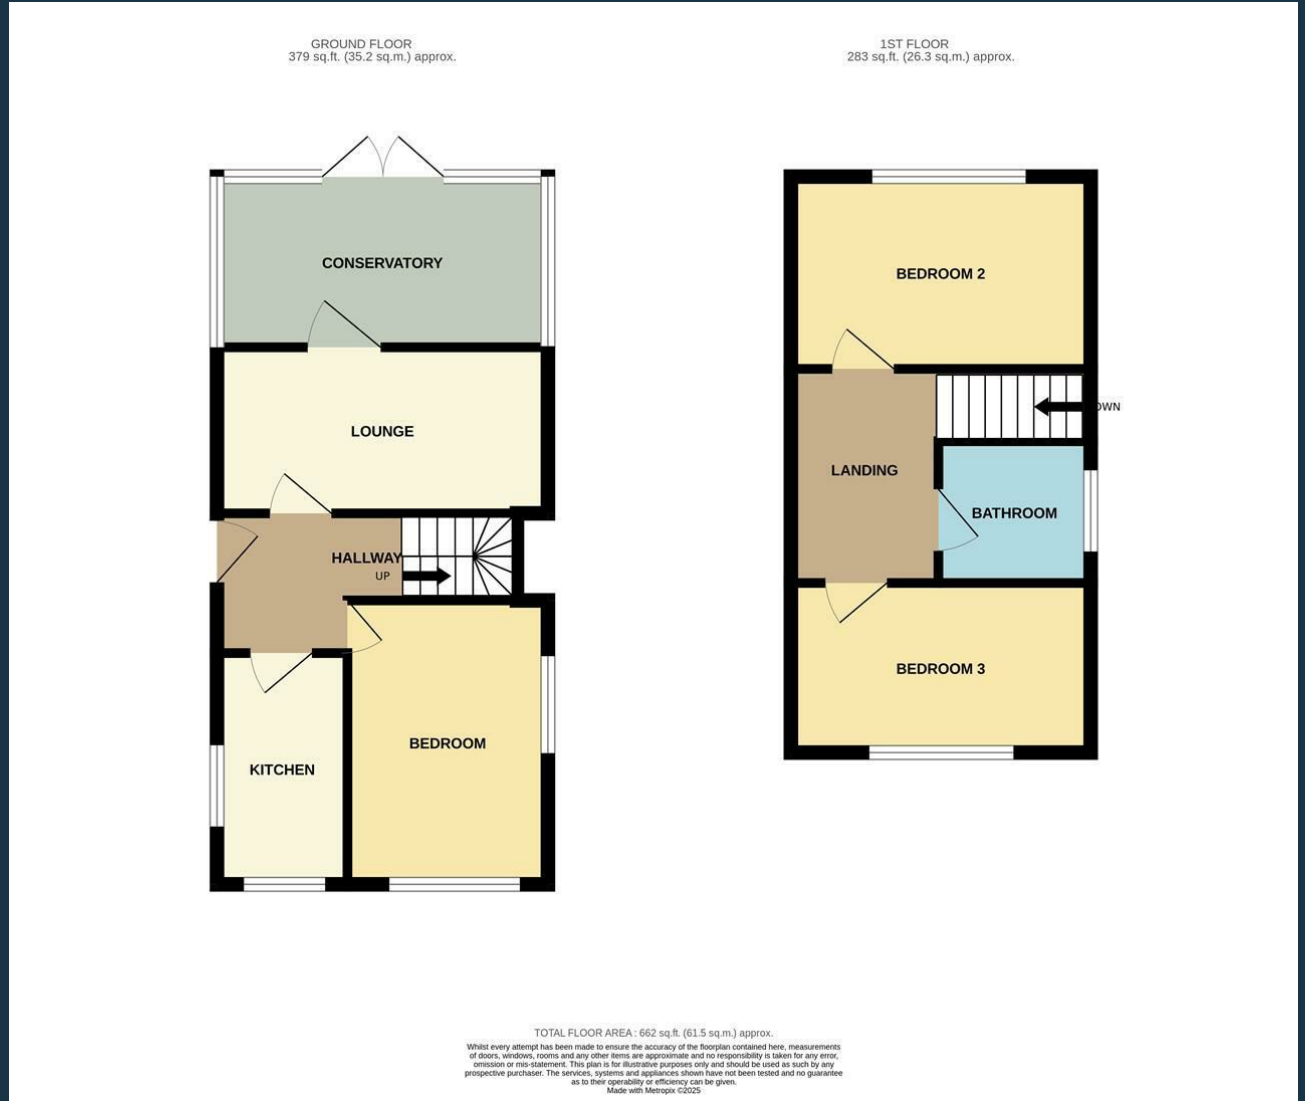 GROUND FLOOR
379 sq.ft. (35.2 sq.m.) approx.
1ST FLOOR
283 sq.ft. (26.3 sq.m.) approx.
CONSERVATORY
LOUNGE
HALLWAY
UP
KITCHEN
BEDROOM
BEDROOM 2
OWN
LANDING
BATHROOM
BEDROOM 3
TOTAL FLOOR AREA : 662 sq.ft. (61.5 sq.m.) approx.
Whilst every attempt has been made to ensure the accuracy of the floorplan contained here, measurements
of doors, windows, rooms and any other items are approximate and no responsibility is taken for any error,
omission or mis-statement. This plan is for illustrative purposes only and should be used as such by any
prospective purchaser. The services, systems and appliances shown have not been tested and no guarantee
as to their operability or efficiency can be given.
Made with Metropix ©2025